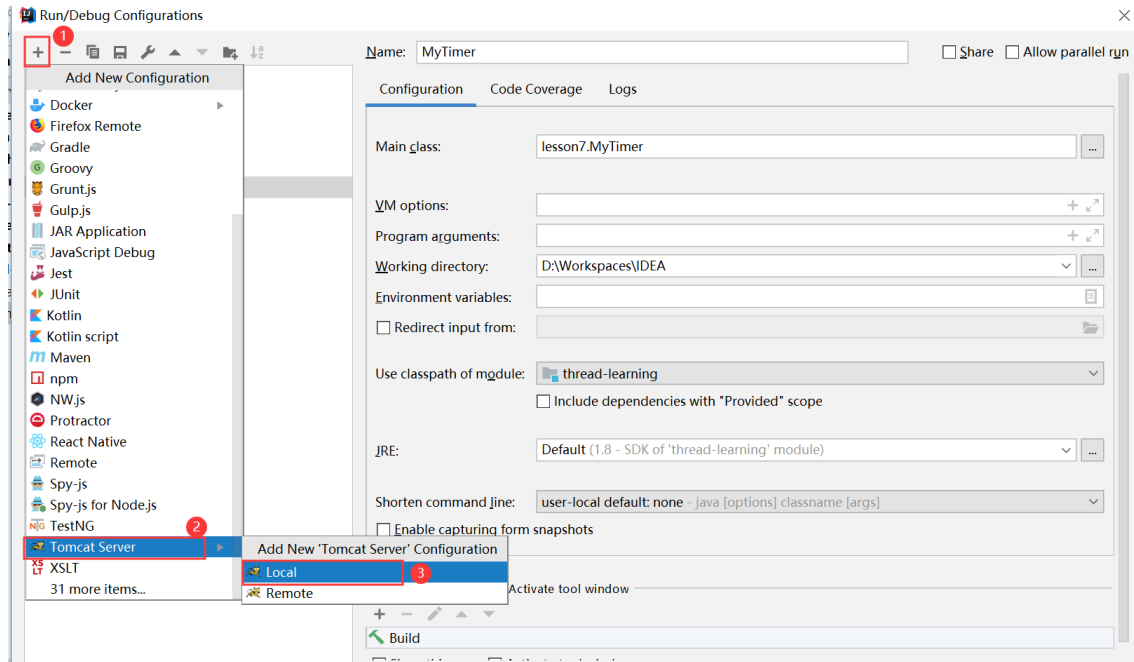 Run/Debug Configurations
1
Name: MyTimer
Share
Allow parallel run
Add New Configuration
Docker
Firefox Remote
Gradle
Groovy
Grunt.js
Gulp.js
JAR Application
JavaScript Debug
Jest
JUnit
Kotlin
Kotlin script
Maven
npm
NW.js
Protractor
React Native
Remote
Spy-js
Spy-js for Node.js
TestNG
2
Tomcat Server
XSLT
31 more items...
Add New 'Tomcat Server' Configuration
Local
3
Remote
Configuration
Code Coverage
Logs
Main class: lesson7.MyTimer
...
VM options:
Program arguments:
Working directory: D:\Workspaces\IDEA
...
Environment variables:
Redirect input from:
Use classpath of module: thread-learning
Include dependencies with "Provided" scope
JRE: Default (1.8 - SDK of 'thread-learning' module)
...
Shorten command line: user-local default: none - java [options] classname [args]
Enable capturing form snapshots
Activate tool window
Build